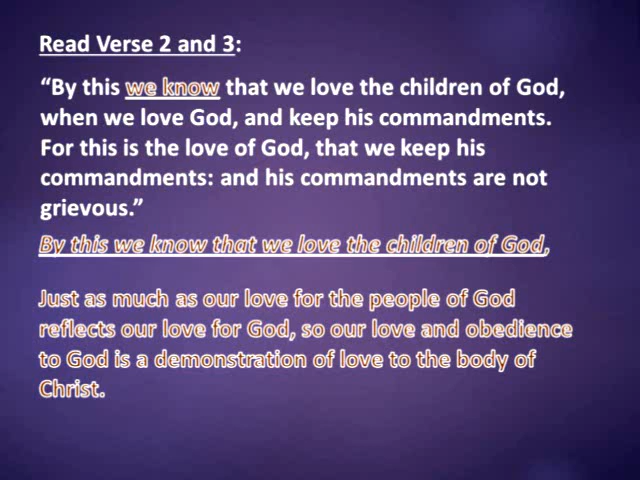 Read Verse 2 and 3:
“By this we know that we love the children of God,
when we love God, and keep his commandments.
For this is the love of God, that we keep his
commandments: and his commandments are not
grievous.”
By this we know that we love the children of God,
Just as much as our love for the people of God
reflects our love for God, so our love and obedience
to God is a demonstration of love to the body of
Christ.